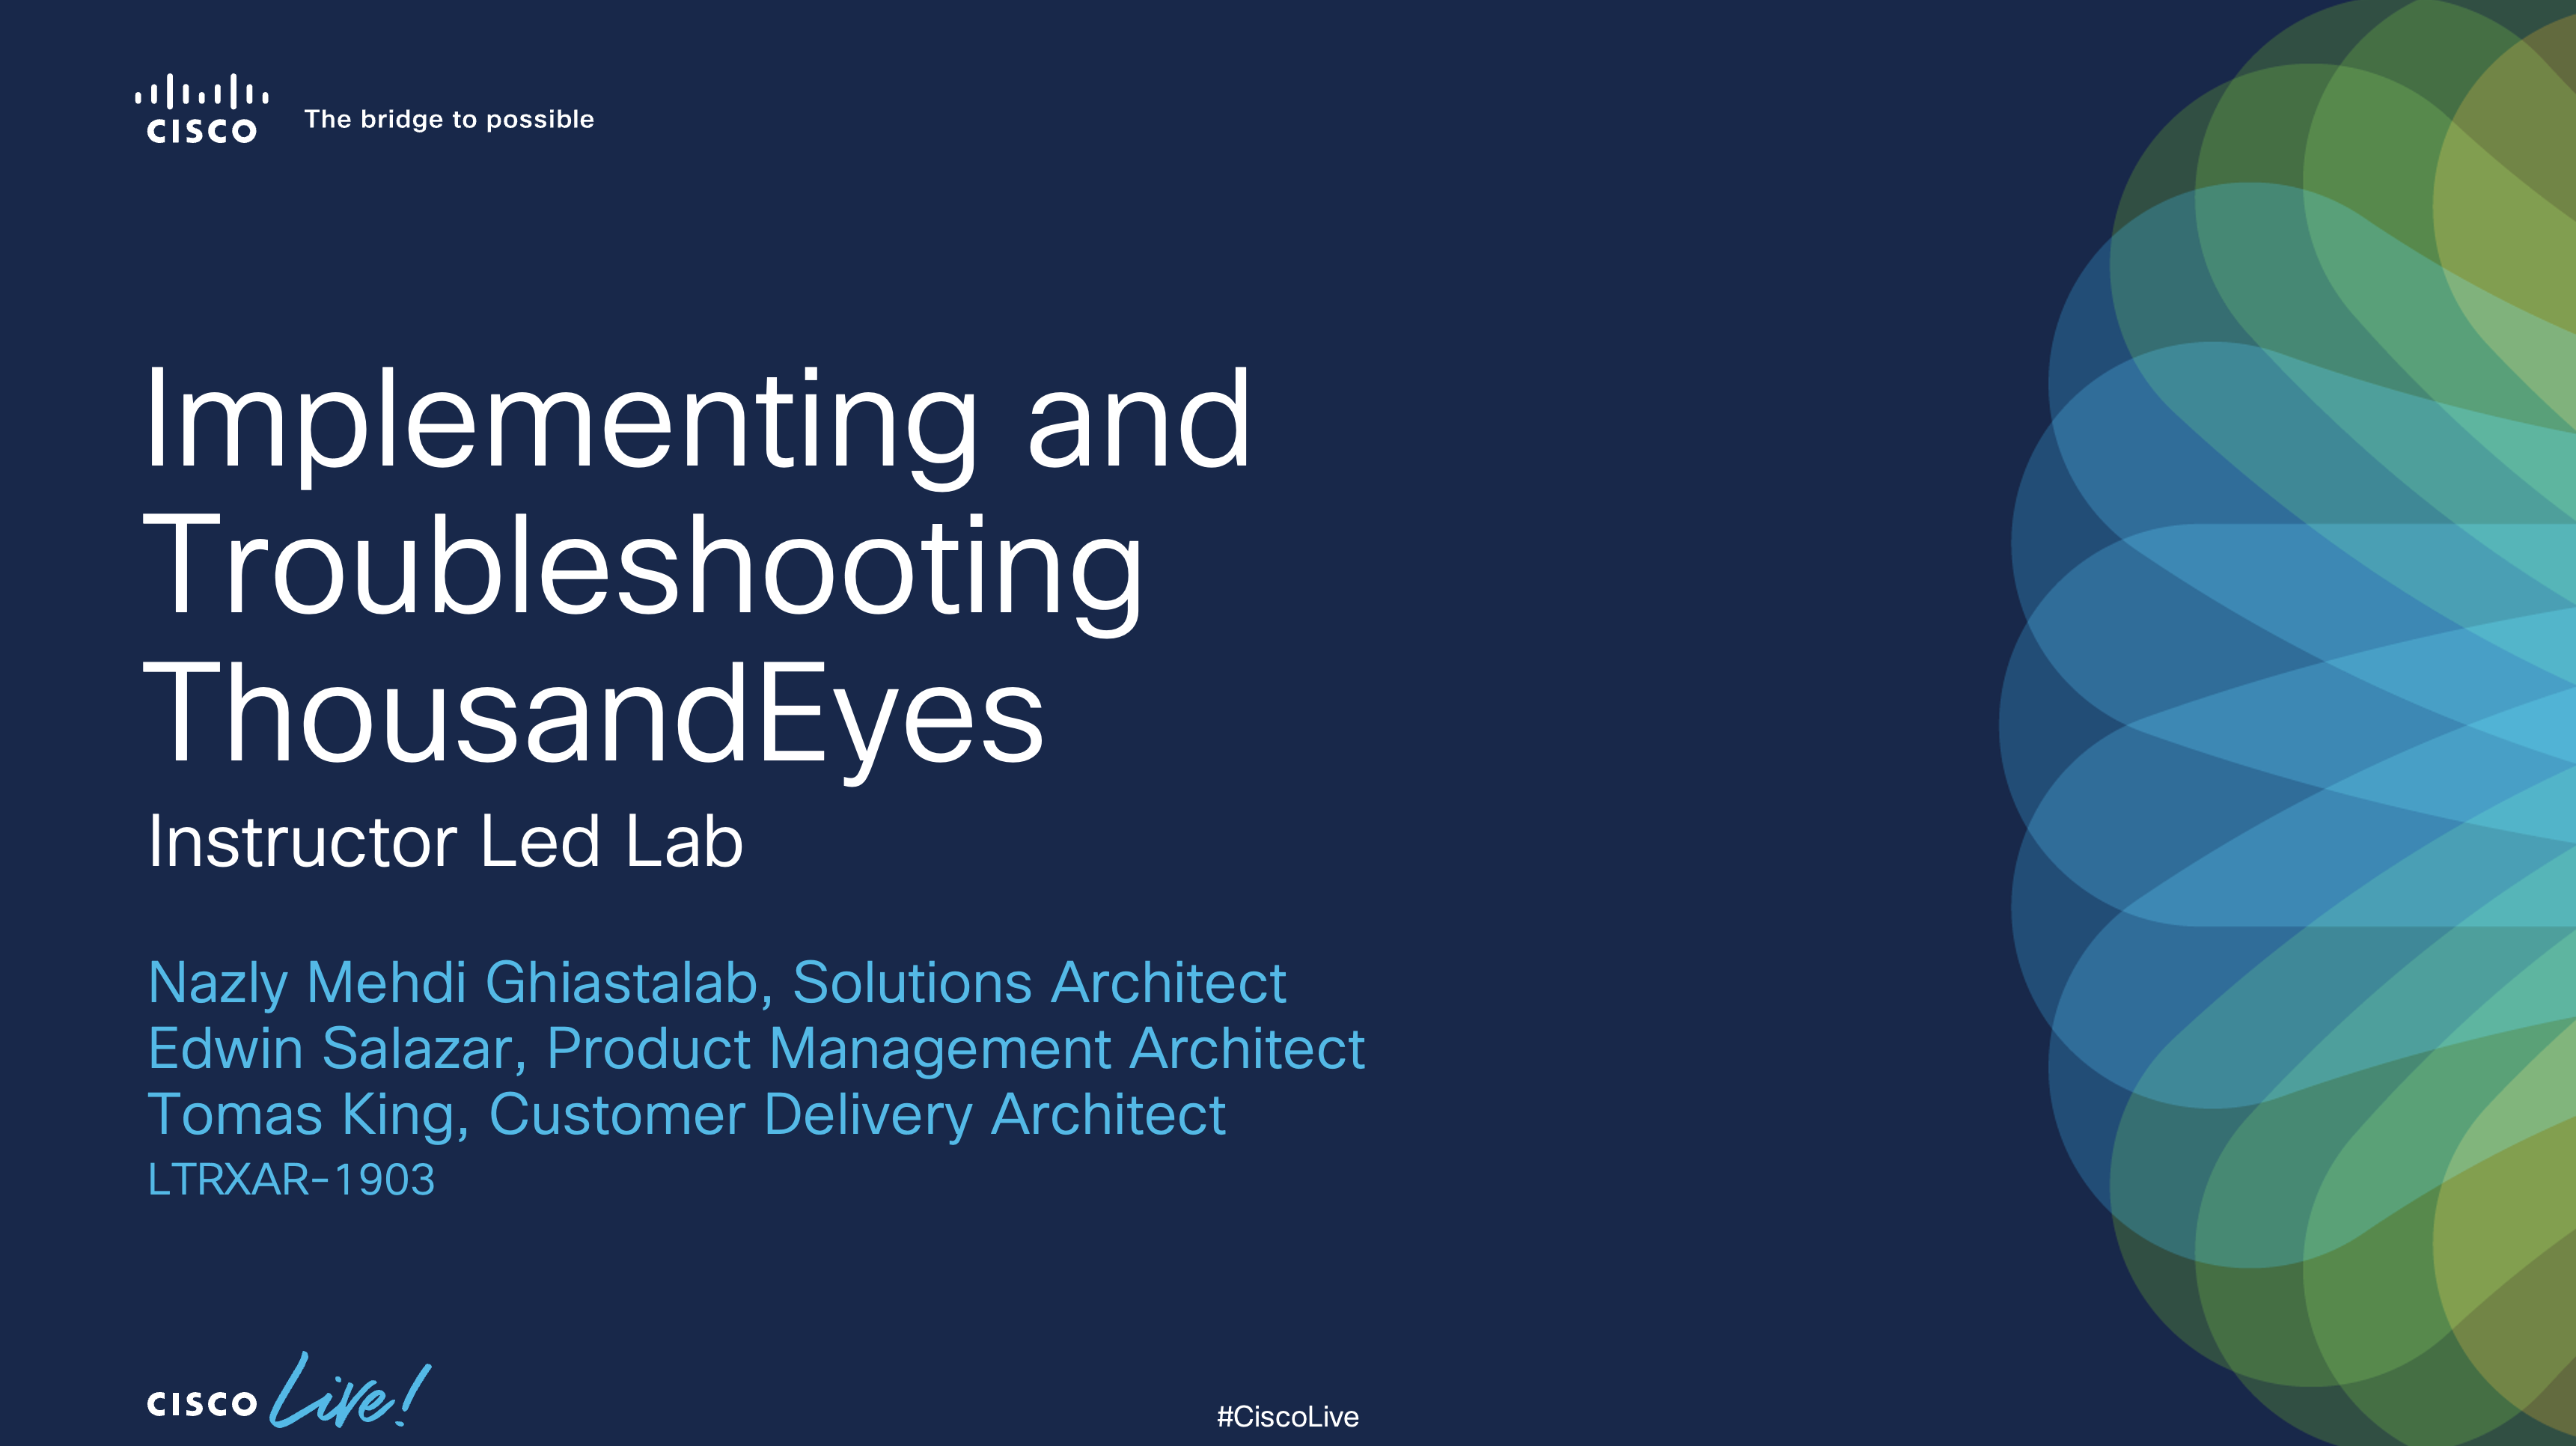 CISCO
The bridge to possible
Implementing and
Troubleshooting
ThousandEyes
Instructor Led Lab
Nazly Mehdi Ghiastalab, Solutions Architect
Edwin Salazar, Product Management Architect
Tomas King, Customer Delivery Architect
LTRXAR-1903
CISCO Live!
#CiscoLive